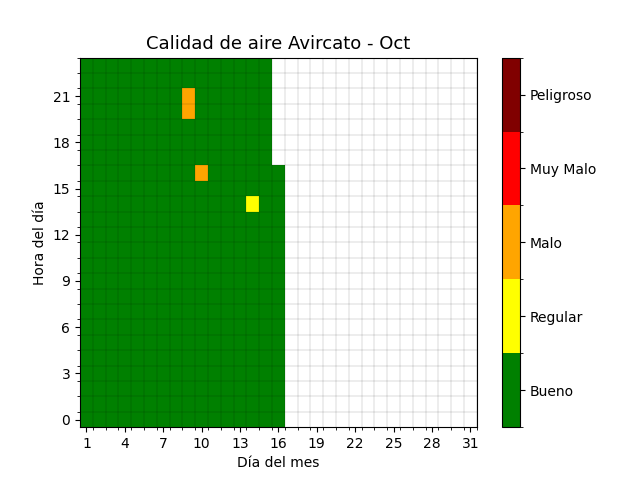 Calidad de aire Avircato - Oct
Hora del día
21
18
15
12
9
6
3
0
1 4 7 10 13 16 19 22 25 28 31
Día del mes
Peligroso
Muy Malo
Malo
Regular
Bueno